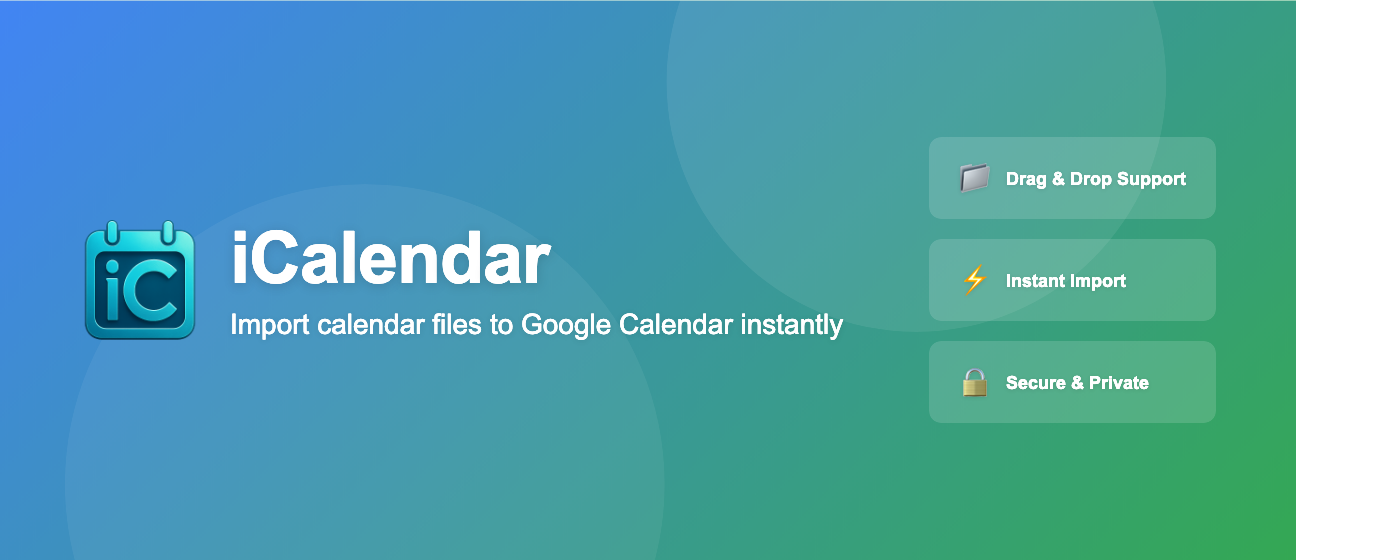 iC
iCalendar
Import calendar files to Google Calendar instantly
Drag & Drop Support
Instant Import
Secure & Private